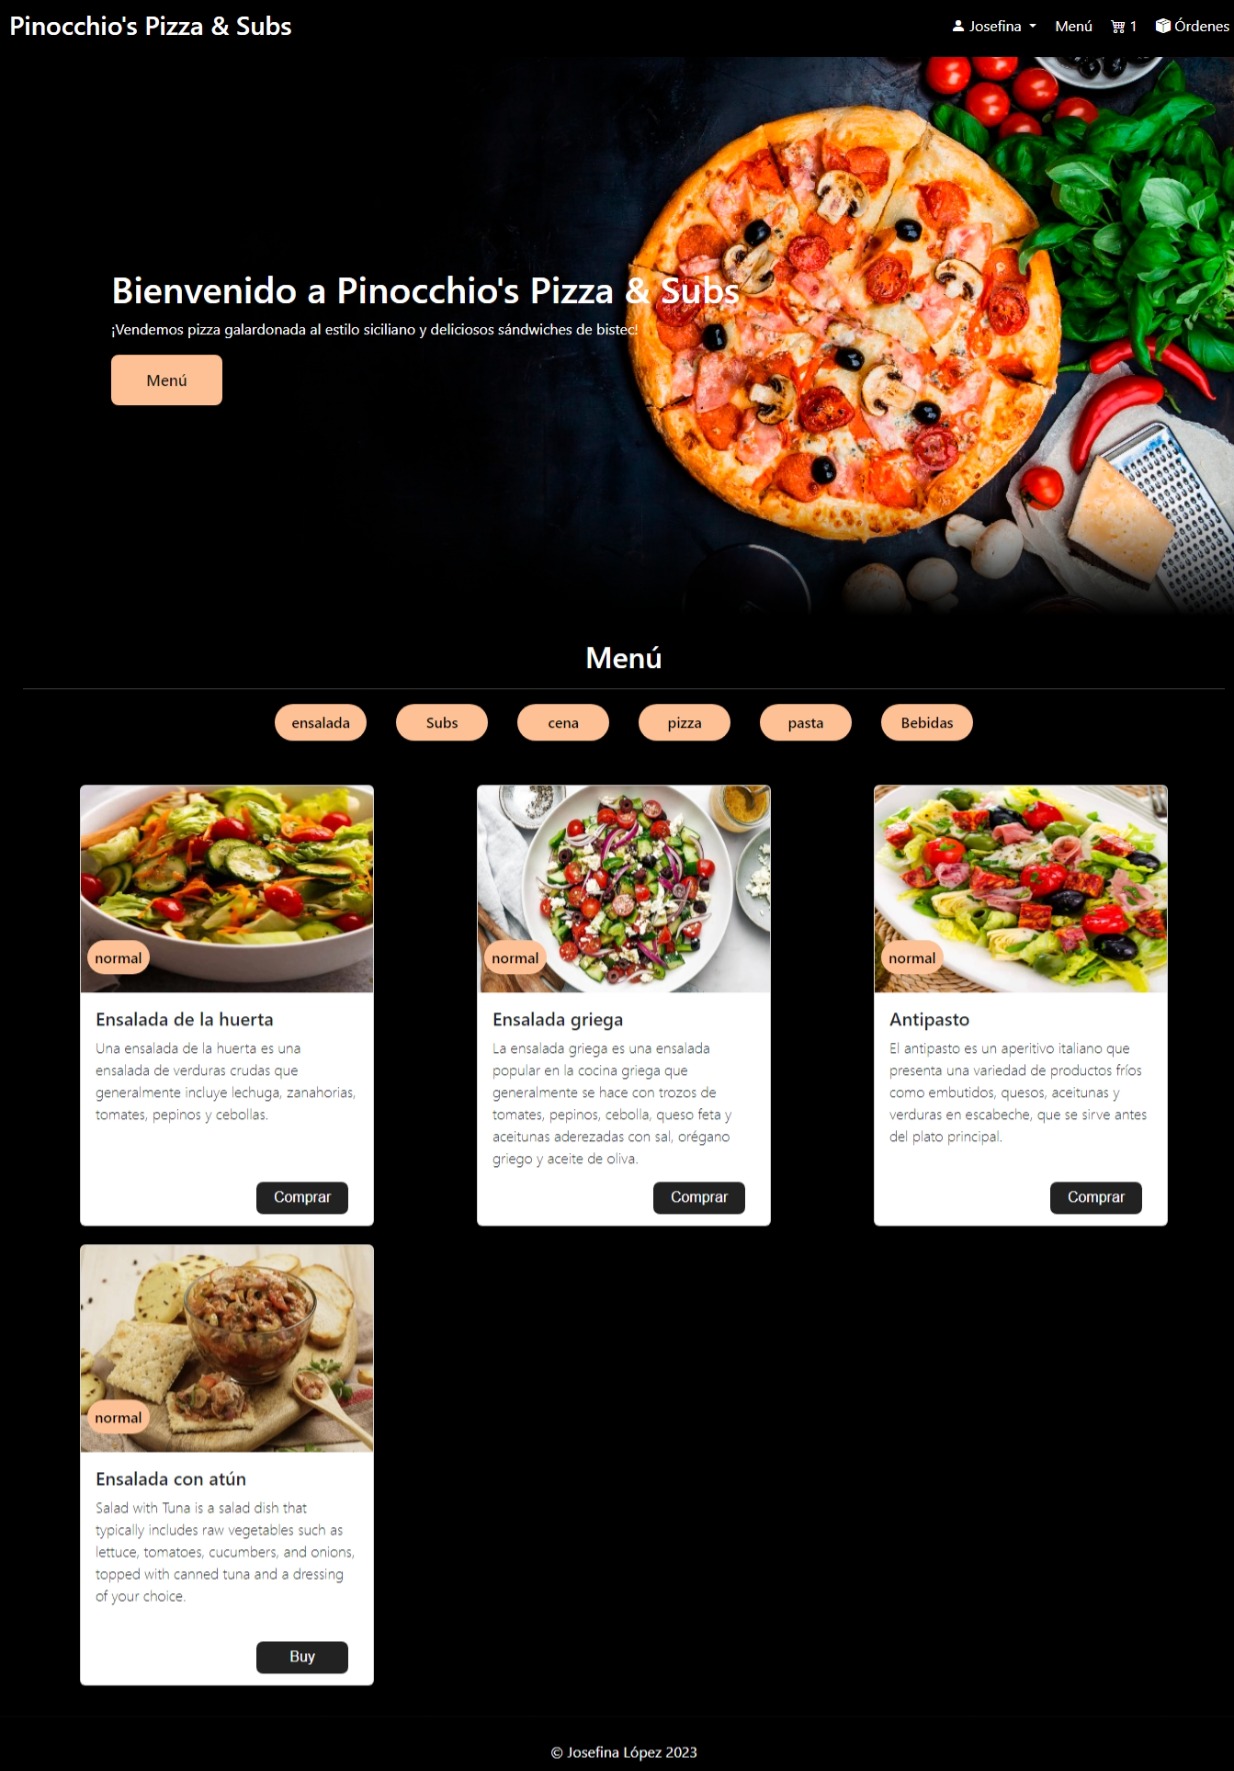 Pinocchio's Pizza & Subs
Josefina
Menú
1
Órdenes
Bienvenido a Pinocchio's Pizza & Subs
¡Vendemos pizza galardonada al estilo siciliano y deliciosos sándwiches de bistec!
Menú
Menú
ensalada
Subs
cena
pizza
pasta
Bebidas
normal
Ensalada de la huerta
Una ensalada de la huerta es una
ensalada de verduras crudas que
generalmente incluye lechuga, zanahorias,
tomates, pepinos y cebollas.
Comprar
normal
Ensalada griega
La ensalada griega es una ensalada
popular en la cocina griega que
generalmente se hace con trozos de
tomates, pepinos, cebolla, queso feta y
aceitunas aderezadas con sal, orégano
griego y aceite de oliva.
Comprar
normal
Antipasto
El antipasto es un aperitivo italiano que
presenta una variedad de productos fríos
como embutidos, quesos, aceitunas y
verduras en escabeche, que se sirve antes
del plato principal.
Comprar
normal
Ensalada con atún
Salad with Tuna is a salad dish that
typically includes raw vegetables such as
lettuce, tomatoes, cucumbers, and onions,
topped with canned tuna and a dressing
of your choice.
Buy
© Josefina López 2023